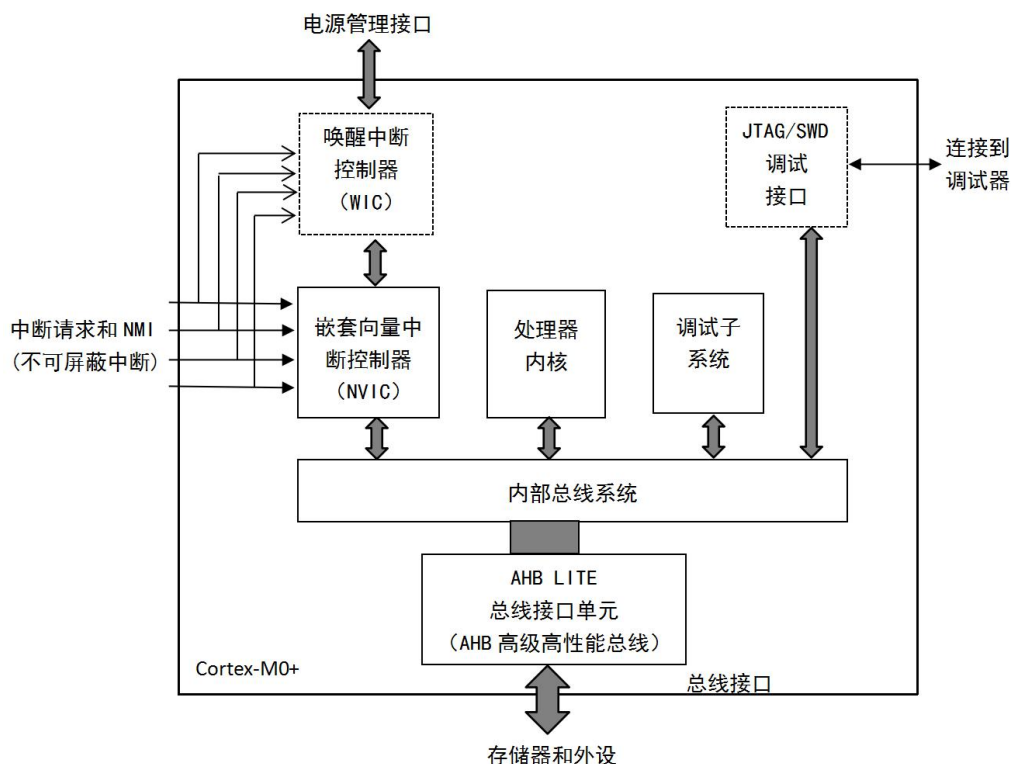 电源管理接口
唤醒中断
控制器
(WIC)
JTAG/SWD
调试
接口
连接到
调试器
中断请求和 NMI
(不可屏蔽中断)
嵌套向量中
断控制器
(NVIC)
处理器
内核
调试子
系统
内部总线系统
AHB LITE
总线接口单元
(AHB 高级高性能总线)
Cortex-M0+
总线接口
存储器和外设